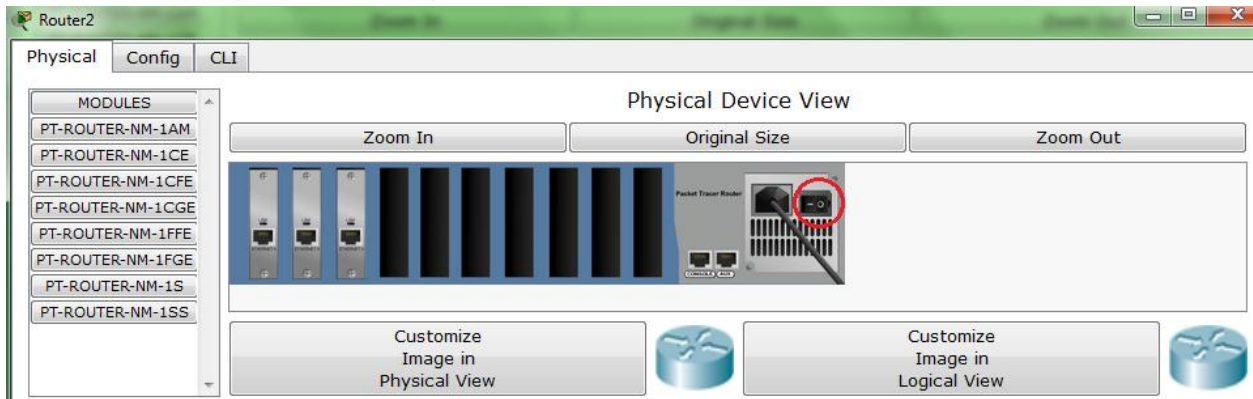 Router2
Physical
Config
CLI
MODULES
PT-ROUTER-NM-1AM
PT-ROUTER-NM-1CE
PT-ROUTER-NM-1CFE
PT-ROUTER-NM-1CGE
PT-ROUTER-NM-1FFE
PT-ROUTER-NM-1FGE
PT-ROUTER-NM-1S
PT-ROUTER-NM-1SS
Physical Device View
Zoom In
Original Size
Zoom Out
Packet Tracer Router
CONSOLE
AUX
Customize
Image in
Physical View
Customize
Image in
Logical View